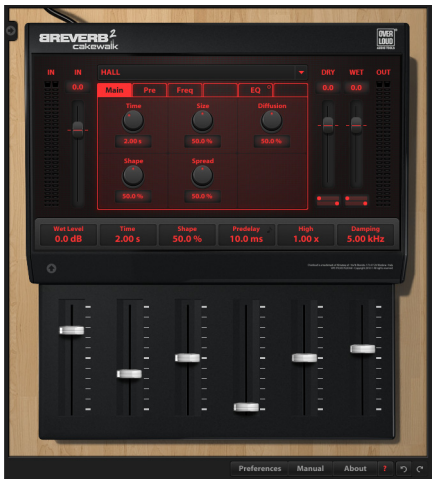 BREVERB 2
cakewalk
OVER
LOUD
IN IN HALL DRY WET OUT
0.0 0.0 0.0
Main Pre Freq EQ
Time Size Diffusion
2.00 s 50.0 % 50.0 %
Shape Spread
50.0 % 50.0 %
Wet Level Time Shape Predelay High Damping
0.0 dB 2.00 s 50.0 % 10.0 ms 1.00 x 5.00 kHz
Preferences Manual About ?